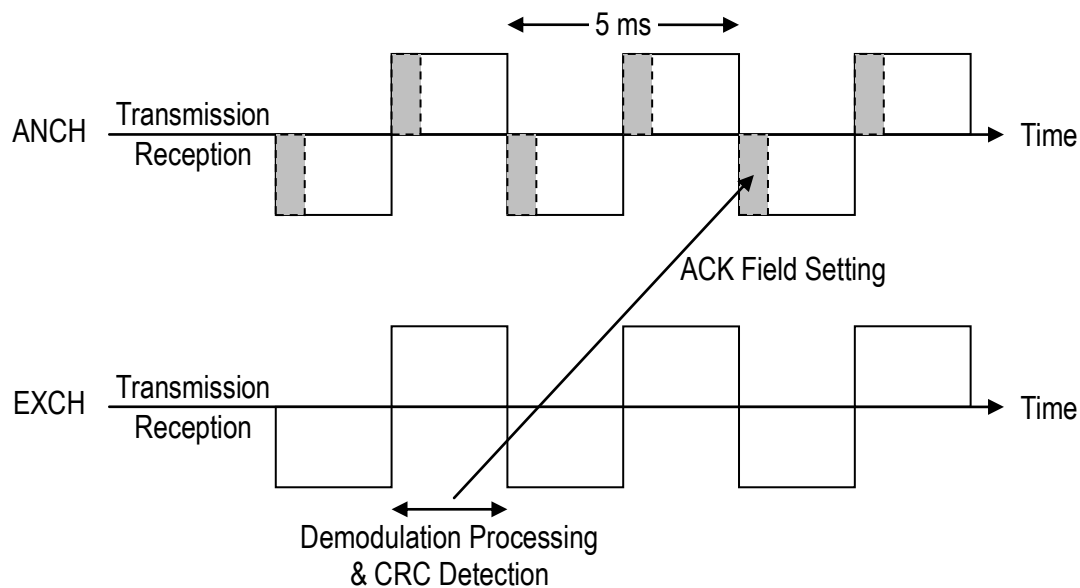 5 ms
Transmission
ANCH
Reception
Time
ACK Field Setting
Transmission
EXCH
Reception
Time
Demodulation Processing
& CRC Detection